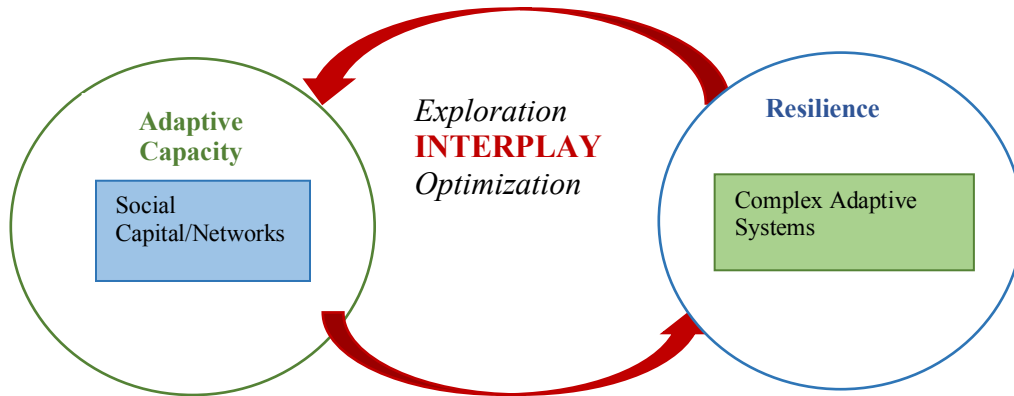 Adaptive
Capacity
Social
Capital/Networks
Exploration
INTERPLAY
Optimization
Resilience
Complex Adaptive
Systems